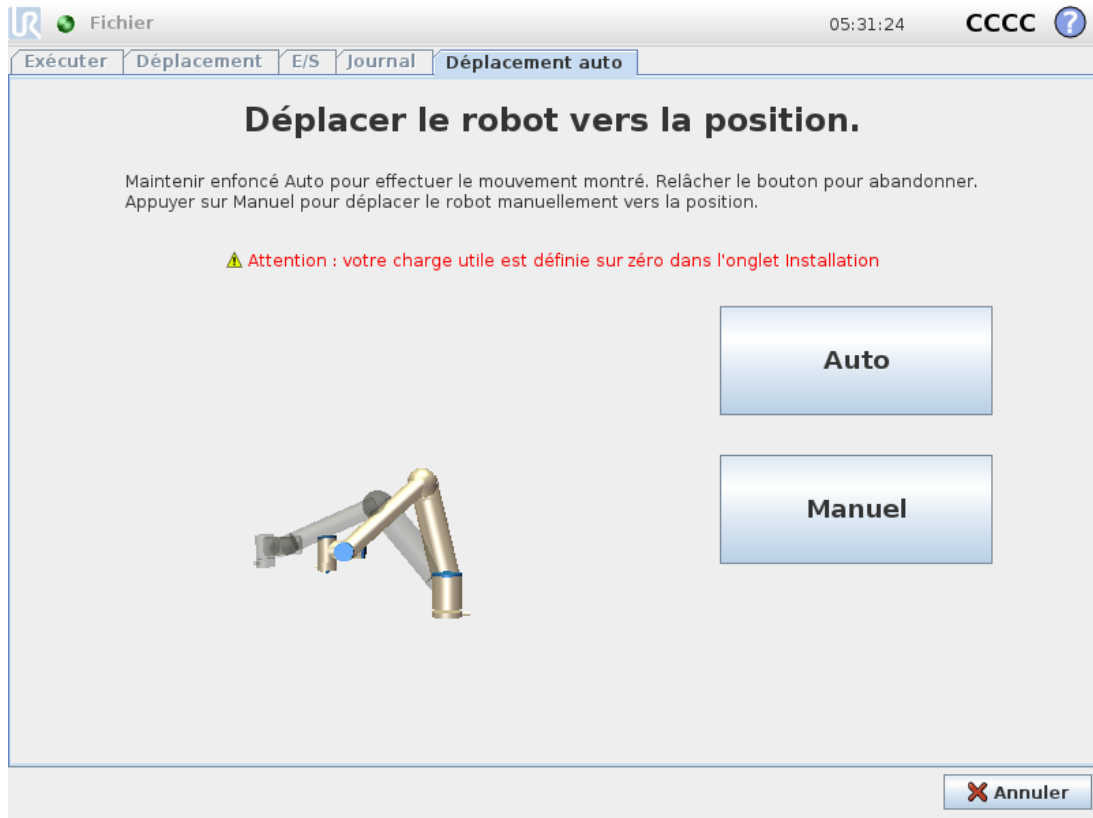 UR Fichier 05:31:24 CCCC ?
Exécuter Déplacement E/S Journal Déplacement auto
Déplacer le robot vers la position.
Maintenir enfoncé Auto pour effectuer le mouvement montré. Relâcher le bouton pour abandonner.
Appuyer sur Manuel pour déplacer le robot manuellement vers la position.
Attention : votre charge utile est définie sur zéro dans l'onglet Installation
Auto
Manuel
Annuler